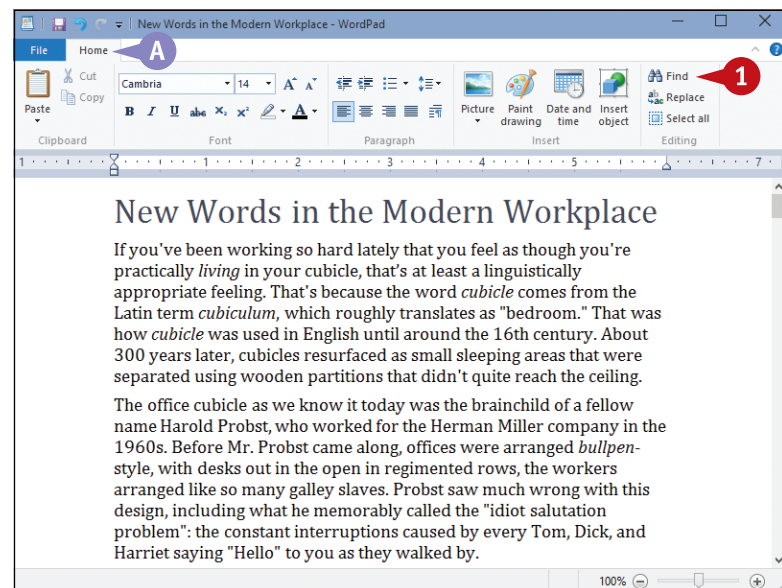 New Words in the Modern Workplace - WordPad
File Home A
Cut
Copy
Paste
Clipboard
Cambria 14 A A
B I U abc X₂ X² A
Font
Paragraph
Picture
Paint drawing
Date and time
Insert object
Insert
Find 1
Replace
Select all
Editing
1 1 2 3 4 5 7
New Words in the Modern Workplace
If you've been working so hard lately that you feel as though you're
practically living in your cubicle, that's at least a linguistically
appropriate feeling. That's because the word cubicle comes from the
Latin term cubiculum, which roughly translates as "bedroom." That was
how cubicle was used in English until around the 16th century. About
300 years later, cubicles resurfaced as small sleeping areas that were
separated using wooden partitions that didn't quite reach the ceiling.
The office cubicle as we know it today was the brainchild of a fellow
name Harold Probst, who worked for the Herman Miller company in the
1960s. Before Mr. Probst came along, offices were arranged bullpen-
style, with desks out in the open in regimented rows, the workers
arranged like so many galley slaves. Probst saw much wrong with this
design, including what he memorably called the "idiot salutation
problem": the constant interruptions caused by every Tom, Dick, and
Harriet saying "Hello" to you as they walked by.
100%